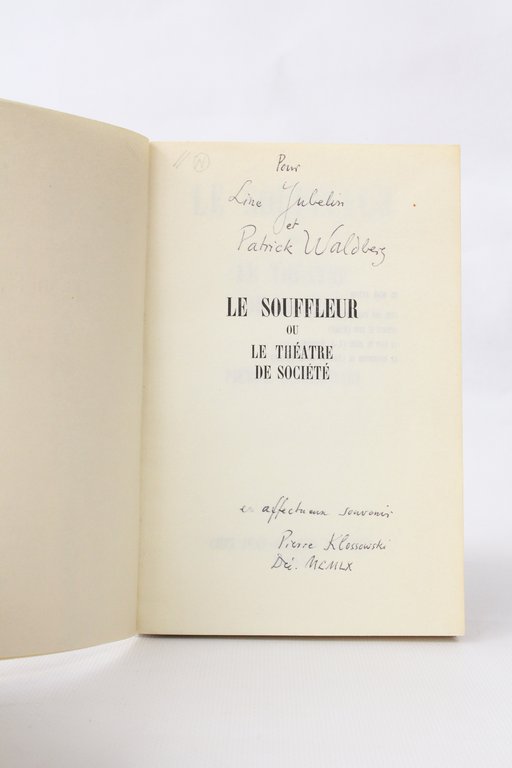 Pour
Line Jubelin
et
Patrick Waldberg
LE SOUFFLEUR
OU
LE THÉATRE
DE SOCIÉTÉ
en affectueux souvenir
Pierre Klossowski
Déc. MCMLX